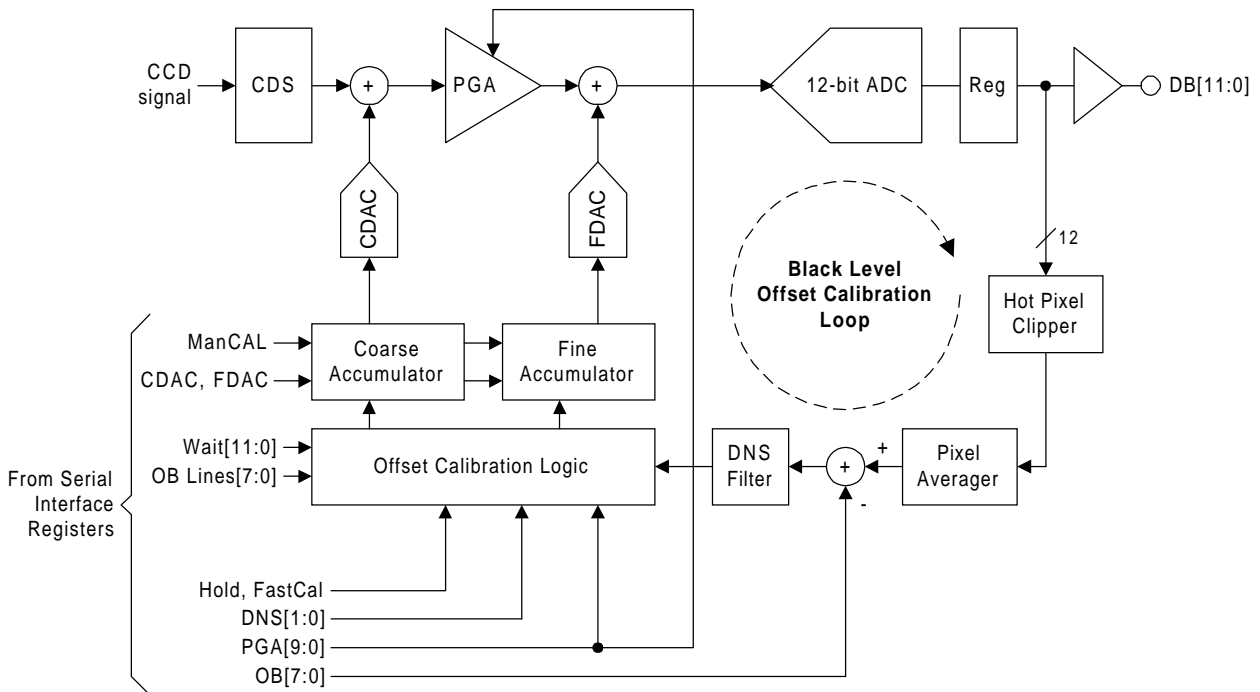 CCD
signal
CDS
+
PGA
+
12-bit ADC
Reg
DB[11:0]
CDAC
FDAC
12
Black Level
Offset Calibration
Loop
Hot Pixel
Clipper
ManCAL
CDAC, FDAC
Coarse
Accumulator
Fine
Accumulator
Wait[11:0]
OB Lines[7:0]
Offset Calibration Logic
DNS
Filter
+
+
-
Pixel
Averager
From Serial
Interface
Registers
Hold, FastCal
DNS[1:0]
PGA[9:0]
OB[7:0]